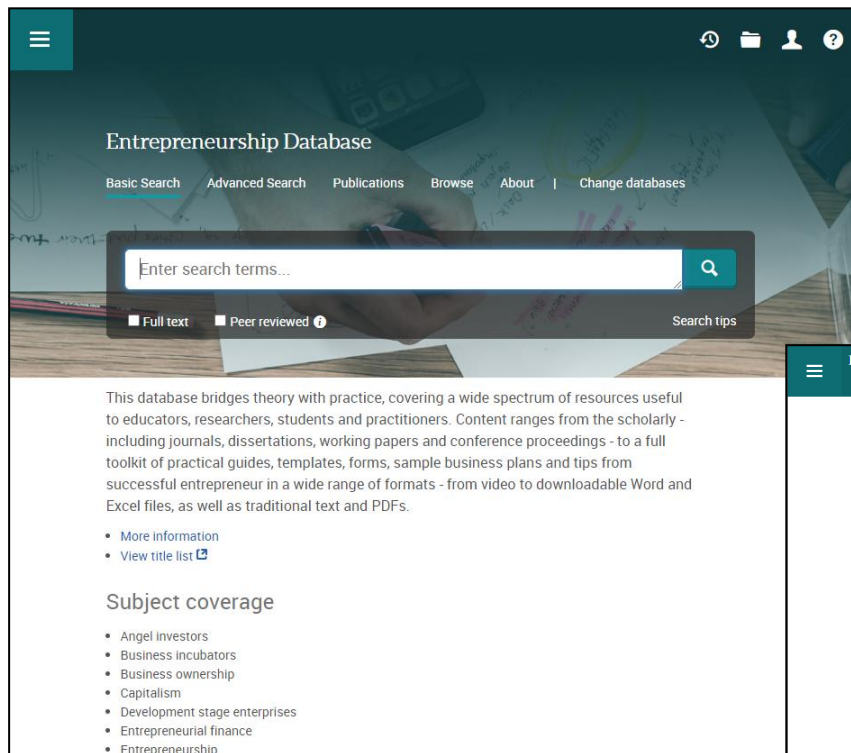 Entrepreneurship Database
Basic Search Advanced Search Publications Browse About | Change databases
Enter search terms...
Full text Peer reviewed Search tips
This database bridges theory with practice, covering a wide spectrum of resources useful
to educators, researchers, students and practitioners. Content ranges from the scholarly -
including journals, dissertations, working papers and conference proceedings - to a full
toolkit of practical guides, templates, forms, sample business plans and tips from
successful entrepreneur in a wide range of formats - from video to downloadable Word and
Excel files, as well as traditional text and PDFs.
• More information
• View title list
Subject coverage
• Angel investors
• Business incubators
• Business ownership
• Capitalism
• Development stage enterprises
• Entrepreneurial finance
• Entrepreneurship